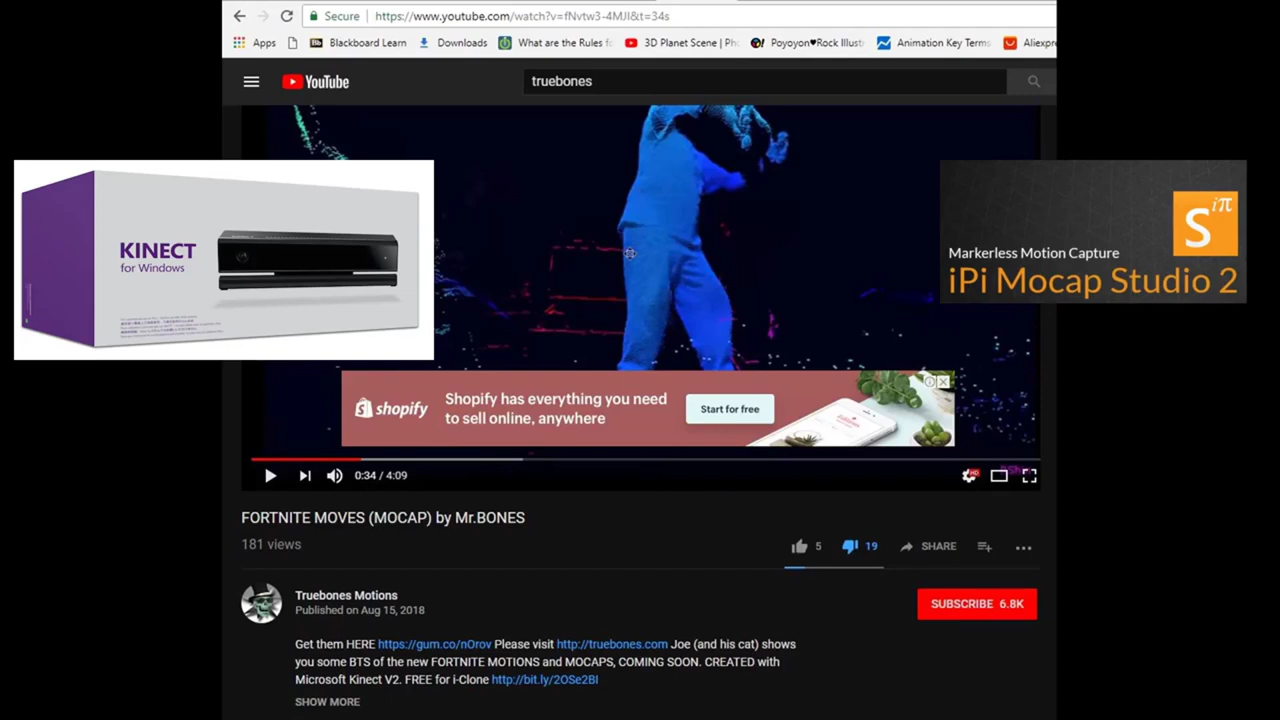 Secure
https://www.youtube.com/watch?v=fNvtw3-4MJI&t=34s
Apps
Bb
Blackboard Learn
Downloads
What are the Rules fo
3D Planet Scene | Ph
Poyoyon♥Rock Illust
Animation Key Terms
Aliexpre
YouTube
truebones
KINECT
for Windows
S iπ
Markerless Motion Capture
iPi Mocap Studio 2
shopify
Shopify has everything you need
to sell online, anywhere
Start for free
0:34 / 4:09
HD
FORTNITE MOVES (MOCAP) by Mr.BONES
181 views
5
19
SHARE
Truebones Motions
Published on Aug 15, 2018
SUBSCRIBE 6.8K
Get them HERE https://gum.co/nOrov Please visit http://truebones.com Joe (and his cat) shows
you some BTS of the new FORTNITE MOTIONS and MOCAPS, COMING SOON. CREATED with
Microsoft Kinect V2. FREE for i-Clone http://bit.ly/2OSe2BI
SHOW MORE